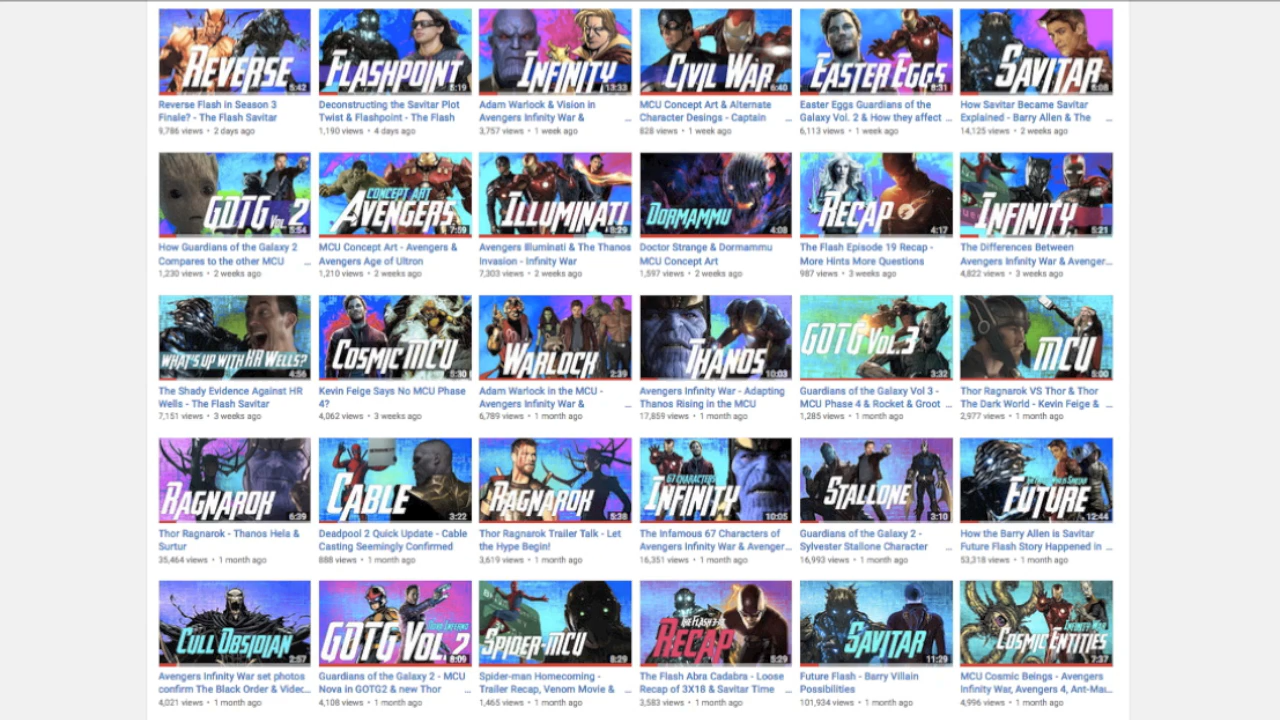 REVERSE
5:42
FLASHPOINT
8:19
INFINITY
13:33
CIVIL WAR
6:40
EASTER EGGS
8:31
SAVITAR
6:08
Reverse Flash in Season 3
Finale? - The Flash Savitar
9,786 views • 2 days ago
Deconstructing the Savitar Plot
Twist & Flashpoint - The Flash
1,190 views • 4 days ago
Adam Warlock & Vision in
Avengers Infinity War & ...
3,757 views • 1 week ago
MCU Concept Art & Alternate
Character Desings - Captain ...
828 views • 1 week ago
Easter Eggs Guardians of the
Galaxy Vol. 2 & How they affect ...
6,113 views • 1 week ago
How Savitar Became Savitar
Explained - Barry Allen & The ...
14,125 views • 2 weeks ago
GOTG VOL. 2
5:54
CONCEPT ART
AVENGERS
7:59
ILLUMINATI
8:29
DORMAMMU
4:08
RECAP
4:17
INFINITY
5:21
How Guardians of the Galaxy 2
Compares to the other MCU ...
1,230 views • 2 weeks ago
MCU Concept Art - Avengers &
Avengers Age of Ultron
1,210 views • 2 weeks ago
Avengers Illuminati & The Thanos
Invasion - Infinity War
7,303 views • 2 weeks ago
Doctor Strange & Dormammu
MCU Concept Art
1,597 views • 2 weeks ago
The Flash Episode 19 Recap -
More Hints More Questions
987 views • 3 weeks ago
The Differences Between
Avengers Infinity War & Avenger...
4,822 views • 3 weeks ago
WHAT'S UP WITH HR WELLS?
4:56
COSMIC MCU
5:30
WARLOCK
2:39
THANOS
10:03
GOTG VOL.3
3:32
MCU
5:00
The Shady Evidence Against HR
Wells - The Flash Savitar
7,151 views • 3 weeks ago
Kevin Feige Says No MCU Phase
4?
4,062 views • 3 weeks ago
Adam Warlock in the MCU -
Avengers Infinity War & ...
6,789 views • 1 month ago
Avengers Infinity War - Adapting
Thanos Rising in the MCU
17,859 views • 1 month ago
Guardians of the Galaxy Vol 3 -
MCU Phase 4 & Rocket & Groot ...
1,285 views • 1 month ago
Thor Ragnarok VS Thor & Thor
The Dark World - Kevin Feige & ...
2,977 views • 1 month ago
RAGNAROK
6:39
CABLE
3:22
RAGNAROK
5:38
67 CHARACTERS
INFINITY
10:05
STALLONE
3:10
FUTURE
12:44
Thor Ragnarok - Thanos Hela &
Surtur
35,464 views • 1 month ago
Deadpool 2 Quick Update - Cable
Casting Seemingly Confirmed
888 views • 1 month ago
Thor Ragnarok Trailer Talk - Let
the Hype Begin!
3,619 views • 1 month ago
The Infamous 67 Characters of
Avengers Infinity War & Avenger...
16,351 views • 1 month ago
Guardians of the Galaxy 2 -
Sylvester Stallone Character ...
16,993 views • 1 month ago
How the Barry Allen is Savitar
Future Flash Story Happened in ...
53,318 views • 1 month ago
CULL OBSIDIAN
2:57
GOTG VOL. 2
8:09
SPIDER-MCU
8:29
THE FLASH
RECAP
5:29
SAVITAR
11:29
INFINITY WAR
COSMIC ENTITIES
7:37
Avengers Infinity War set photos
confirm The Black Order & Videc...
4,021 views • 1 month ago
Guardians of the Galaxy 2 - MCU
Nova in GOTG2 & new Thor ...
4,108 views • 1 month ago
Spider-man Homecoming -
Trailer Recap, Venom Movie & ...
1,465 views • 1 month ago
The Flash Abra Cadabra - Loose
Recap of 3X18 & Savitar Time ...
3,583 views • 1 month ago
Future Flash - Barry Villain
Possibilities
101,934 views • 1 month ago
MCU Cosmic Beings - Avengers
Infinity War, Avengers 4, Ant-Ma...
4,996 views • 1 month ago